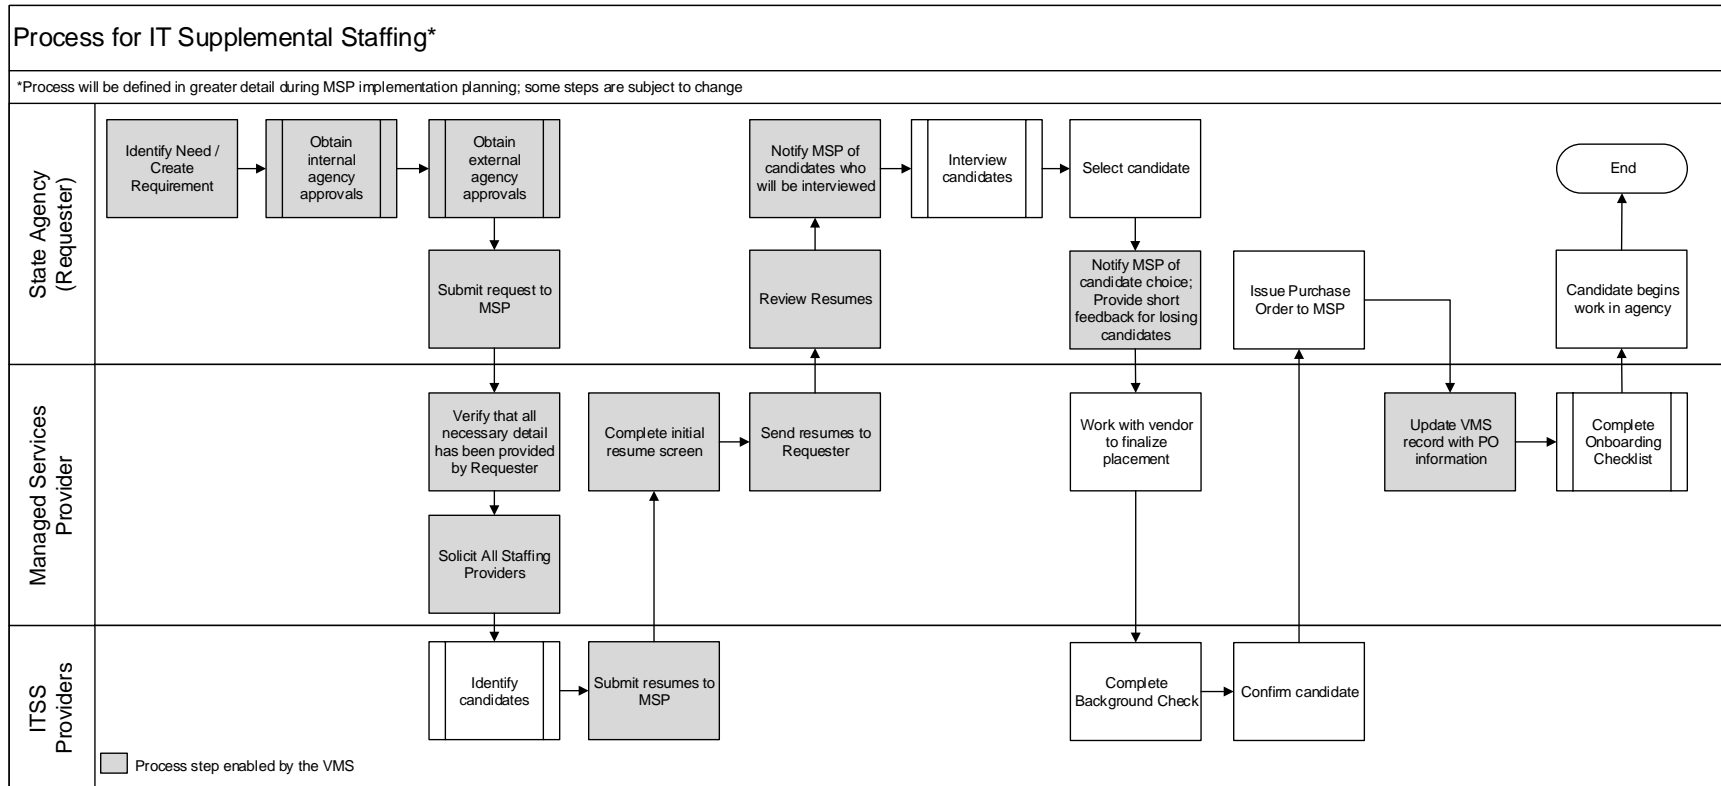 Process for IT Supplemental Staffing*
*Process will be defined in greater detail during MSP implementation planning; some steps are subject to change
State Agency
(Requester)
Identify Need /
Create
Requirement
Obtain
internal
agency
approvals
Obtain
external
agency
approvals
Submit request to
MSP
Review Resumes
Notify MSP of
candidates who
will be interviewed
Interview
candidates
Select candidate
Notify MSP of
candidate choice;
Provide short
feedback for losing
candidates
Issue Purchase
Order to MSP
Candidate begins
work in agency
End
Managed Services
Provider
Verify that all
necessary detail
has been provided
by Requester
Solicit All Staffing
Providers
Complete initial
resume screen
Send resumes to
Requester
Work with vendor
to finalize
placement
Update VMS
record with PO
information
Complete
Onboarding
Checklist
ITSS
Providers
Identify
candidates
Submit resumes to
MSP
Complete
Background Check
Confirm candidate
Process step enabled by the VMS